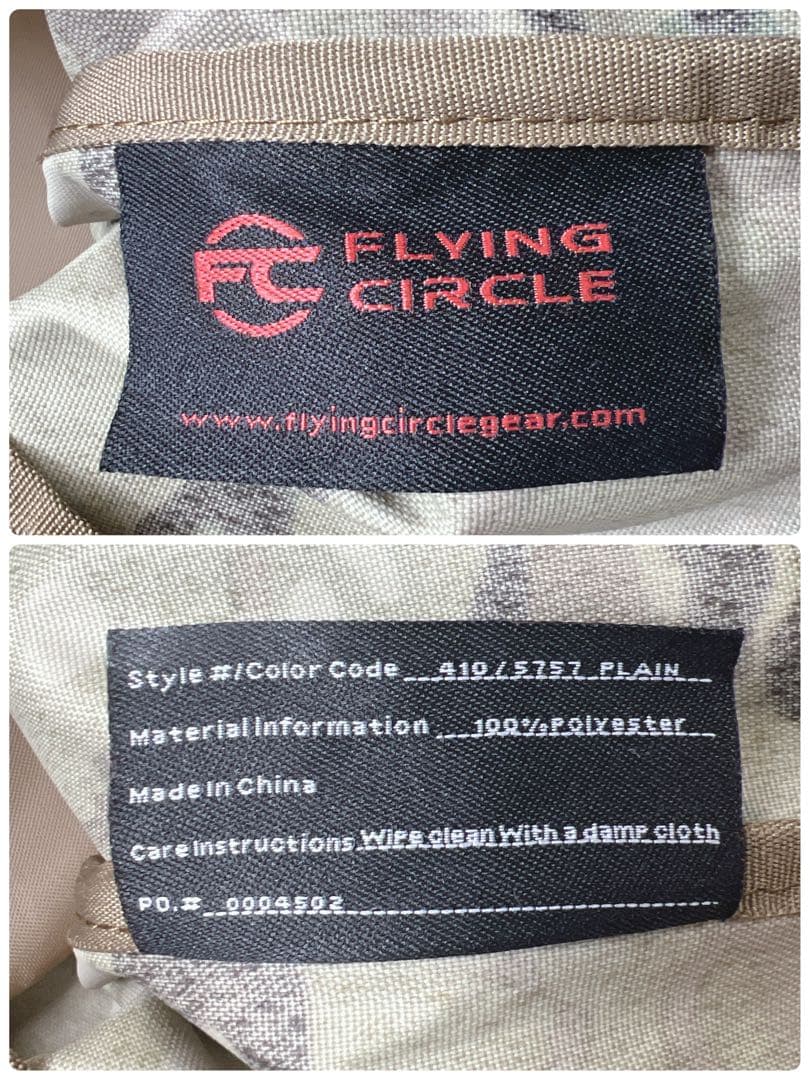 FC FLYING
CIRCLE
www.flyingcirclegear.com
Style #/Color Code 410/5757 PLAIN
Material Information 100%Polyester
Made In China
Care Instructions Wipe clean With a damp cloth
PO.# 0004502